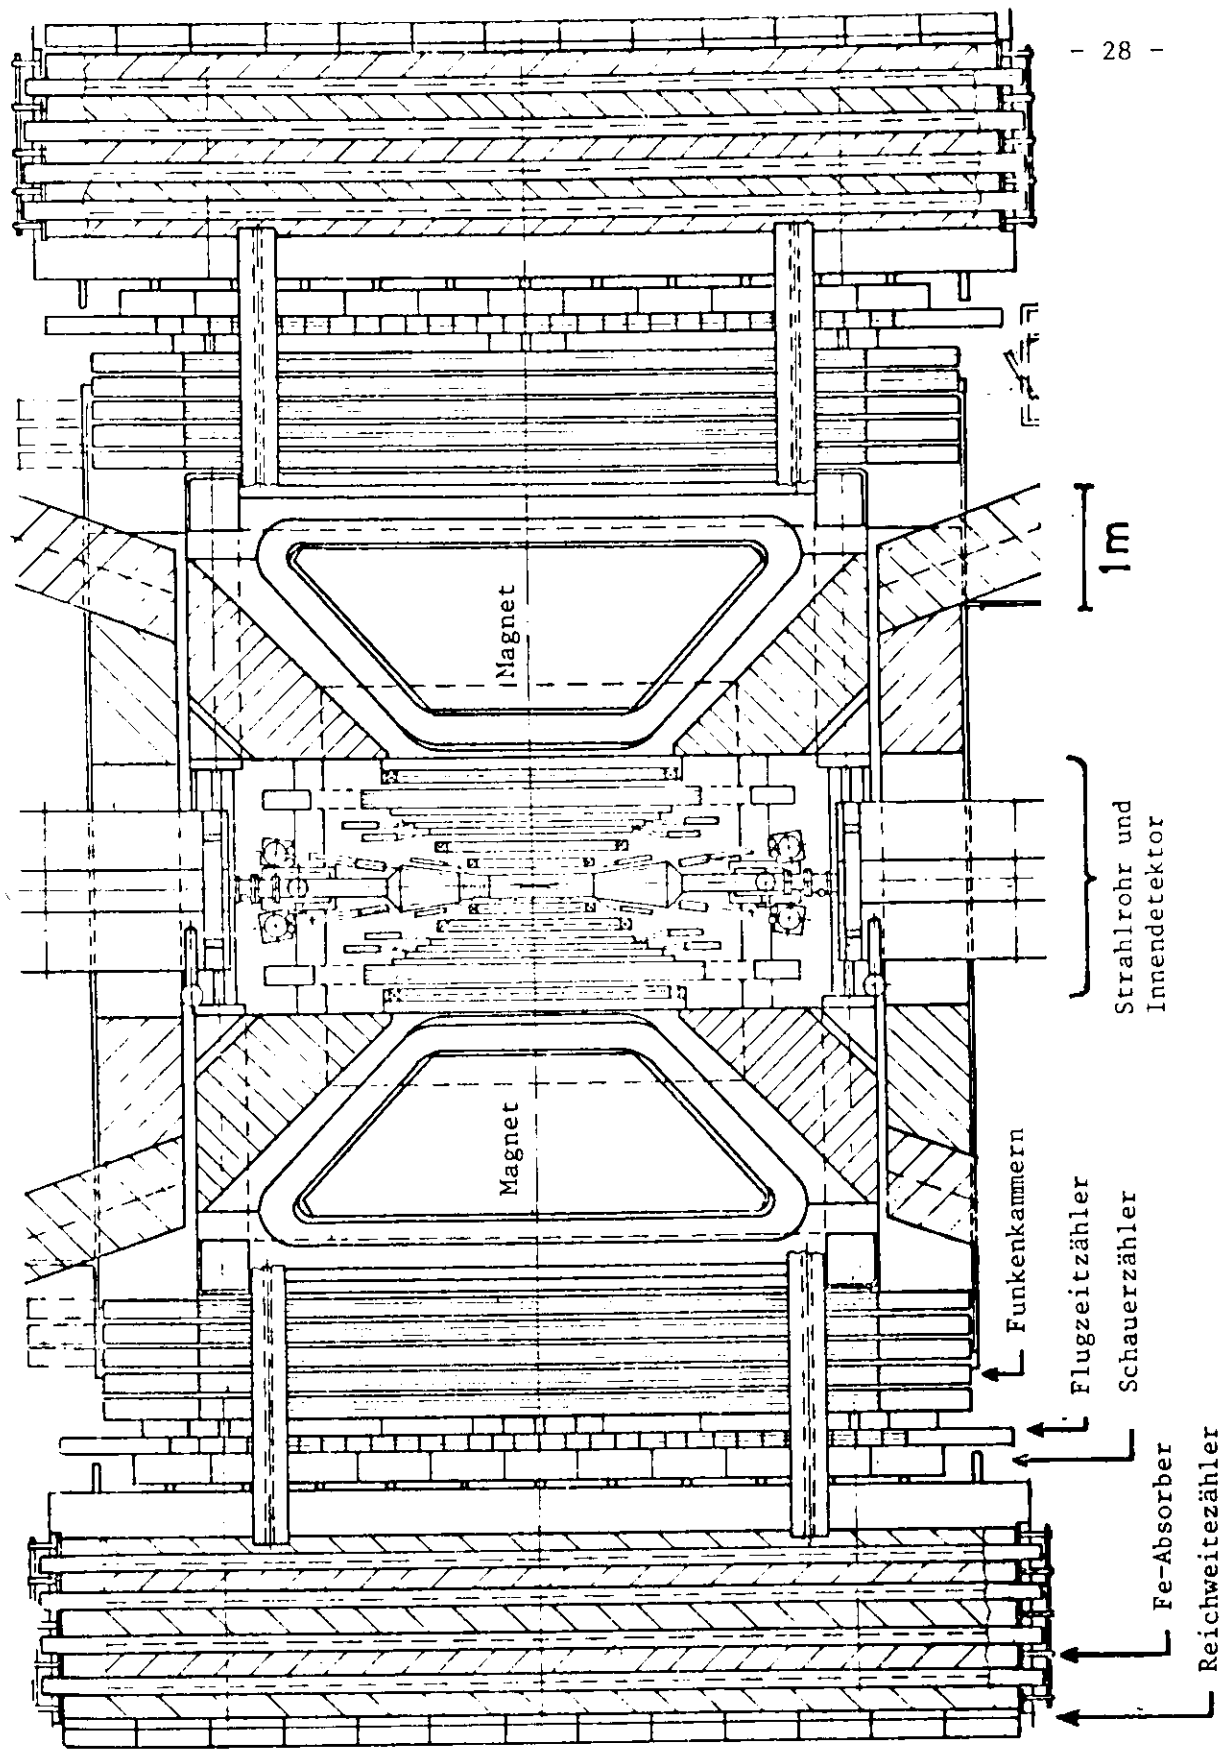 - 28 -
1m
Magnet
Magnet
Strahlrohr und
Innendetektor
Funkenkammern
Flugzeitzähler
Schauerzähler
Fe-Absorber
Reichweitezähler